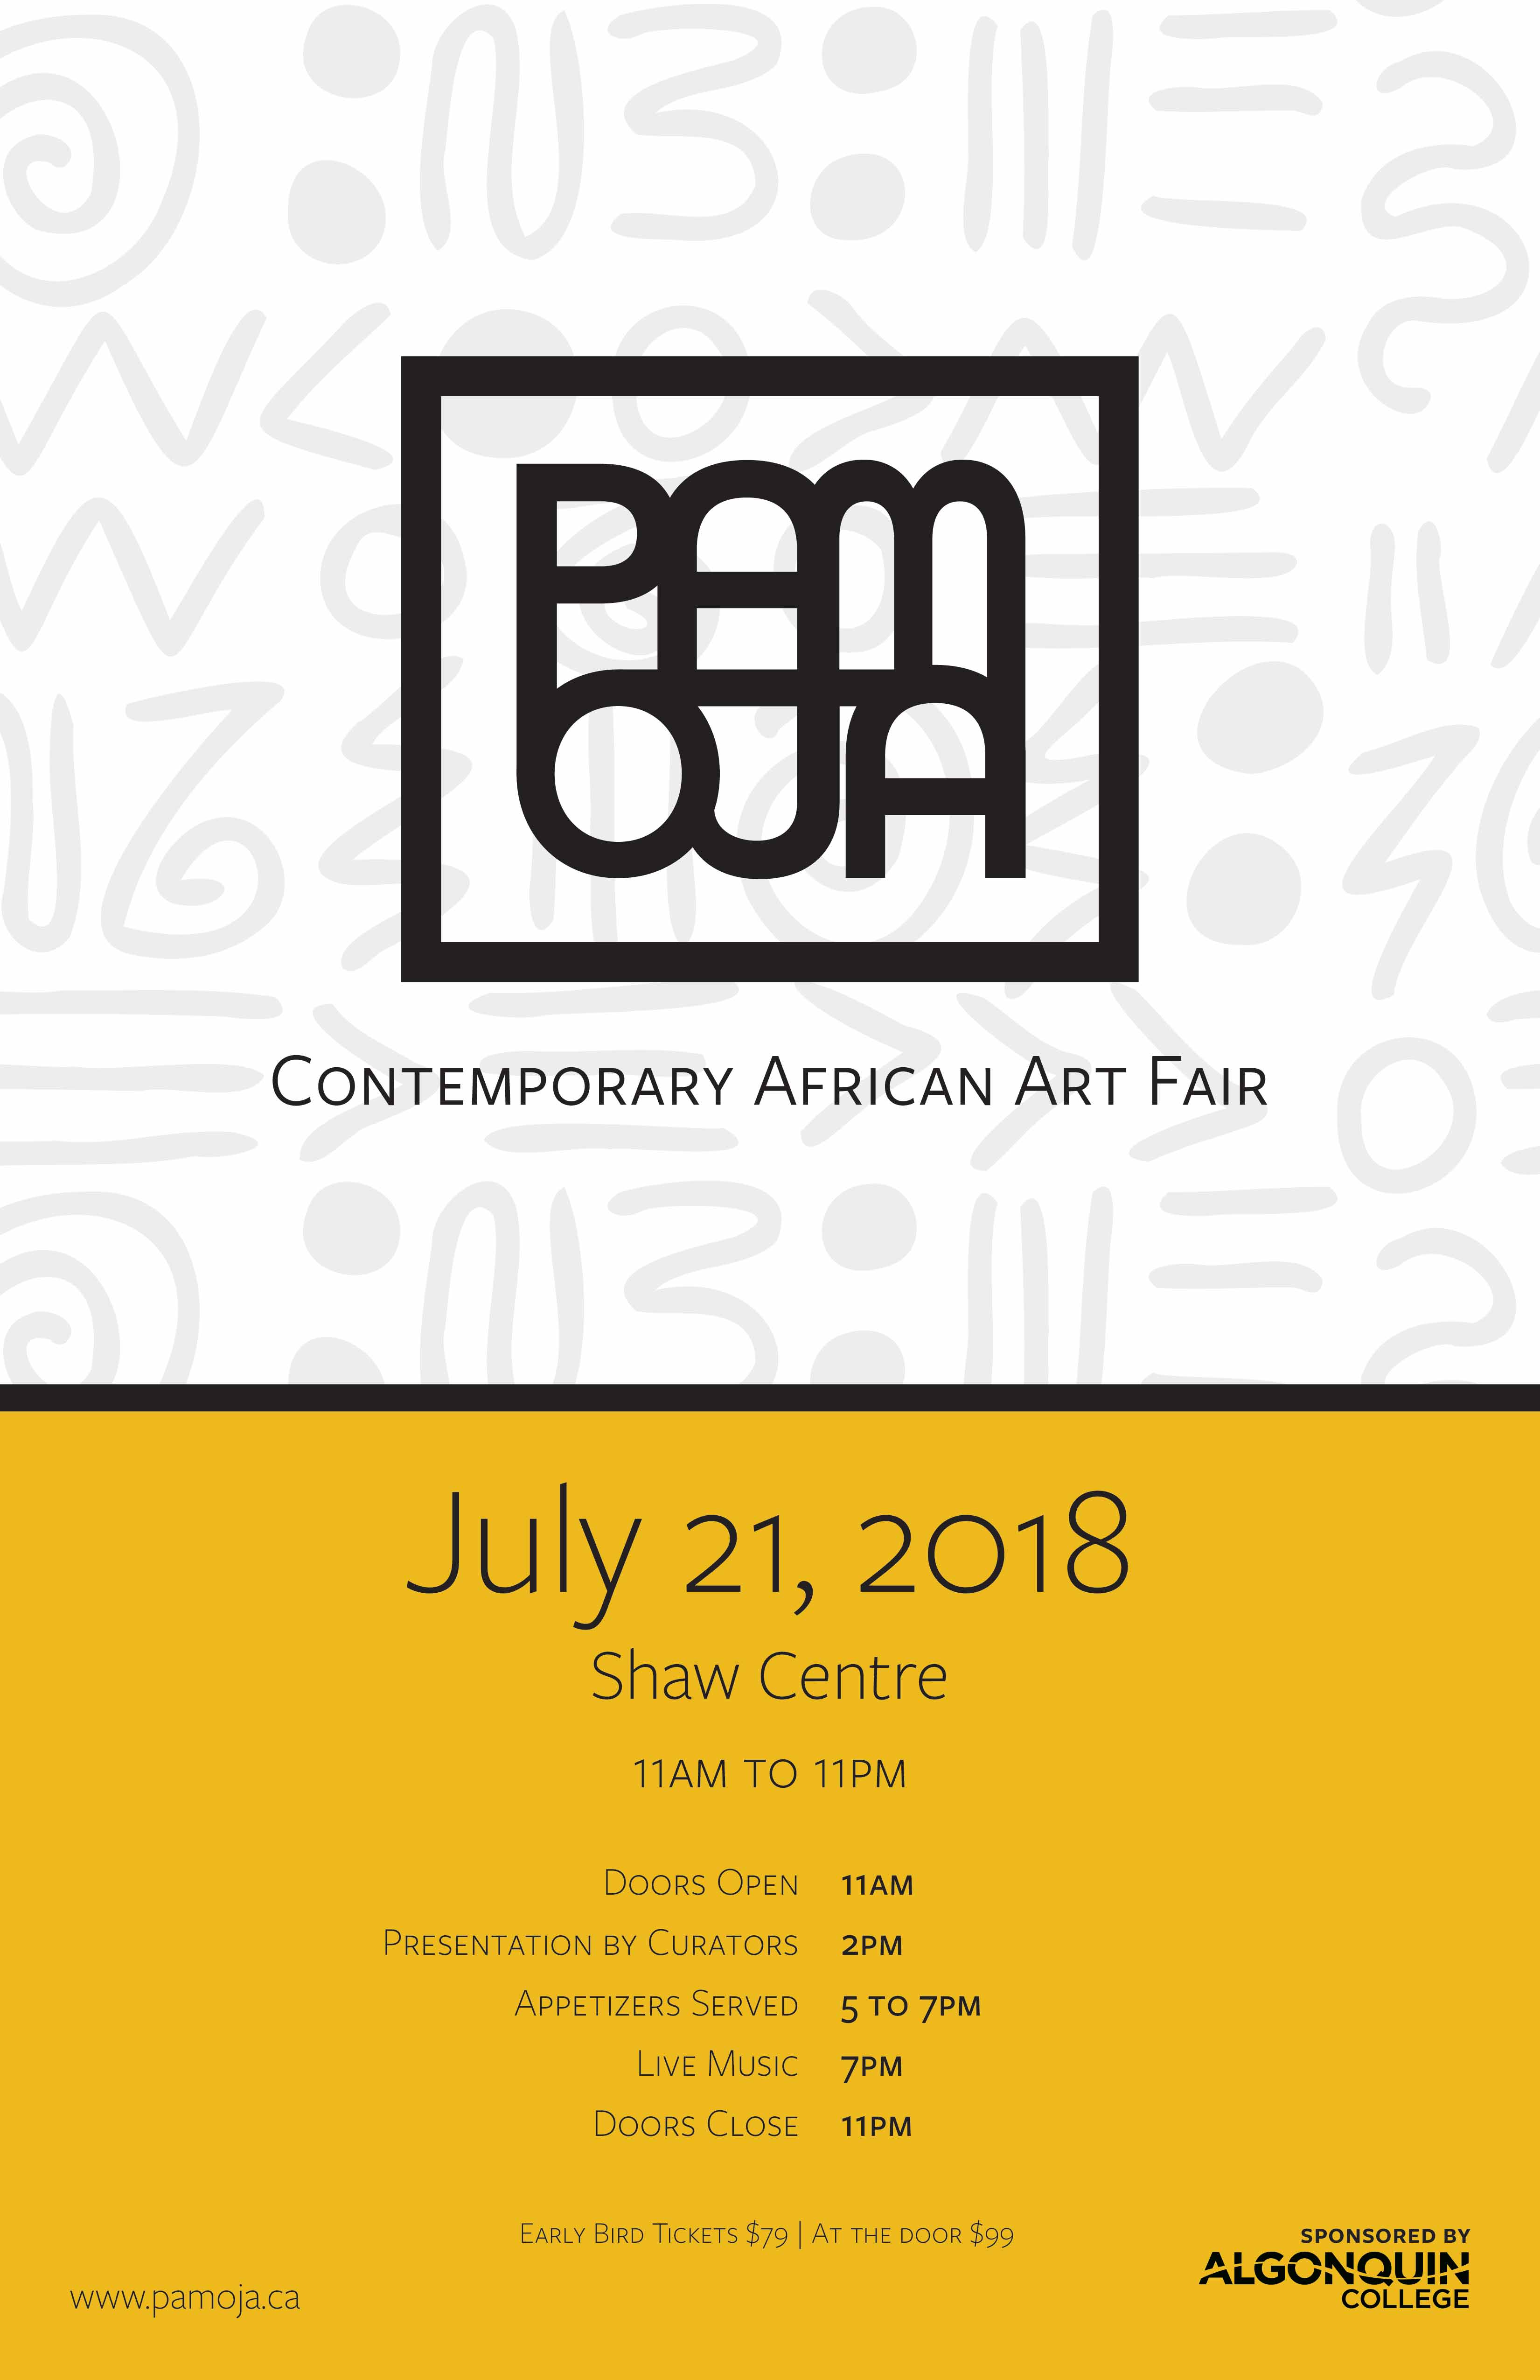 PAM
OJA
Contemporary African Art Fair
July 21, 2018
Shaw Centre
11AM TO 11PM
Doors Open 11AM
Presentation by Curators 2PM
Appetizers Served 5 TO 7PM
Live Music 7PM
Doors Close 11PM
Early Bird Tickets $79 | At the door $99
www.pamoja.ca
SPONSORED BY
ALGONQUIN
COLLEGE